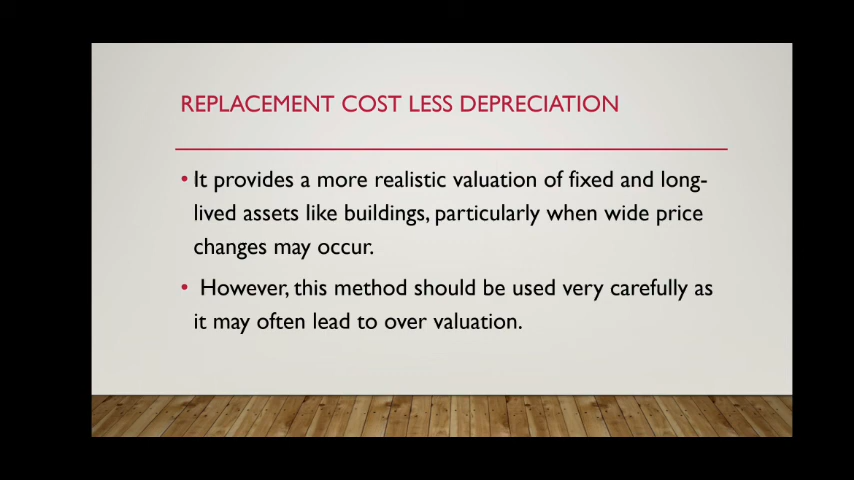 REPLACEMENT COST LESS DEPRECIATION
• It provides a more realistic valuation of fixed and long-
lived assets like buildings, particularly when wide price
changes may occur.
• However, this method should be used very carefully as
it may often lead to over valuation.